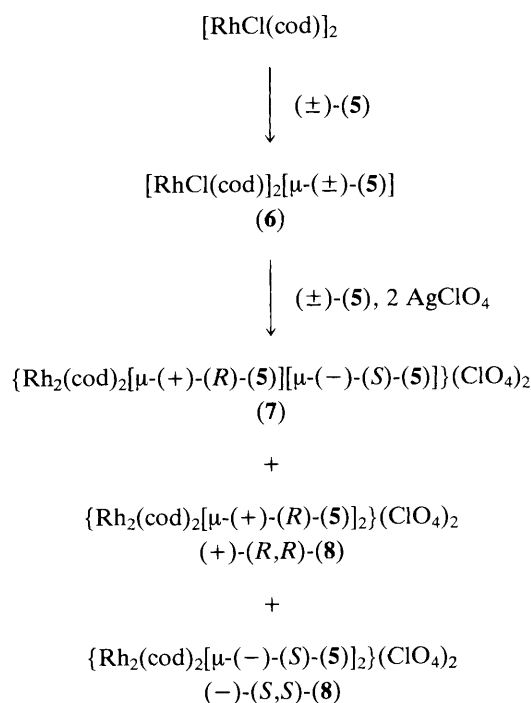 [RhCl(cod)]₂
(±)-(5)
[RhCl(cod)]₂[μ-(±)-(5)]
(6)
(±)-(5), 2 AgClO₄
{Rh₂(cod)₂[μ-(+)-(R)-(5)][μ-(−)-(S)-(5)]}(ClO₄)₂
(7)
+
{Rh₂(cod)₂[μ-(+)-(R)-(5)]₂}(ClO₄)₂
(+)-(R,R)-(8)
+
{Rh₂(cod)₂[μ-(−)-(S)-(5)]₂}(ClO₄)₂
(−)-(S,S)-(8)